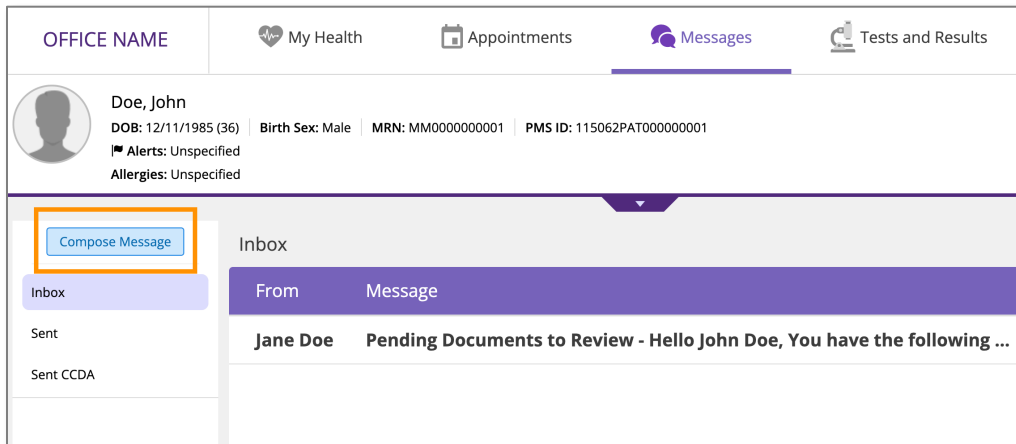 OFFICE NAME My Health Appointments Messages Tests and Results
Doe, John
DOB: 12/11/1985 (36) Birth Sex: Male MRN: MM0000000001 PMS ID: 115062PAT000000001
Alerts: Unspecified
Allergies: Unspecified
Compose Message
Inbox
Sent
Sent CCDA
Inbox
From Message
Jane Doe Pending Documents to Review - Hello John Doe, You have the following ...